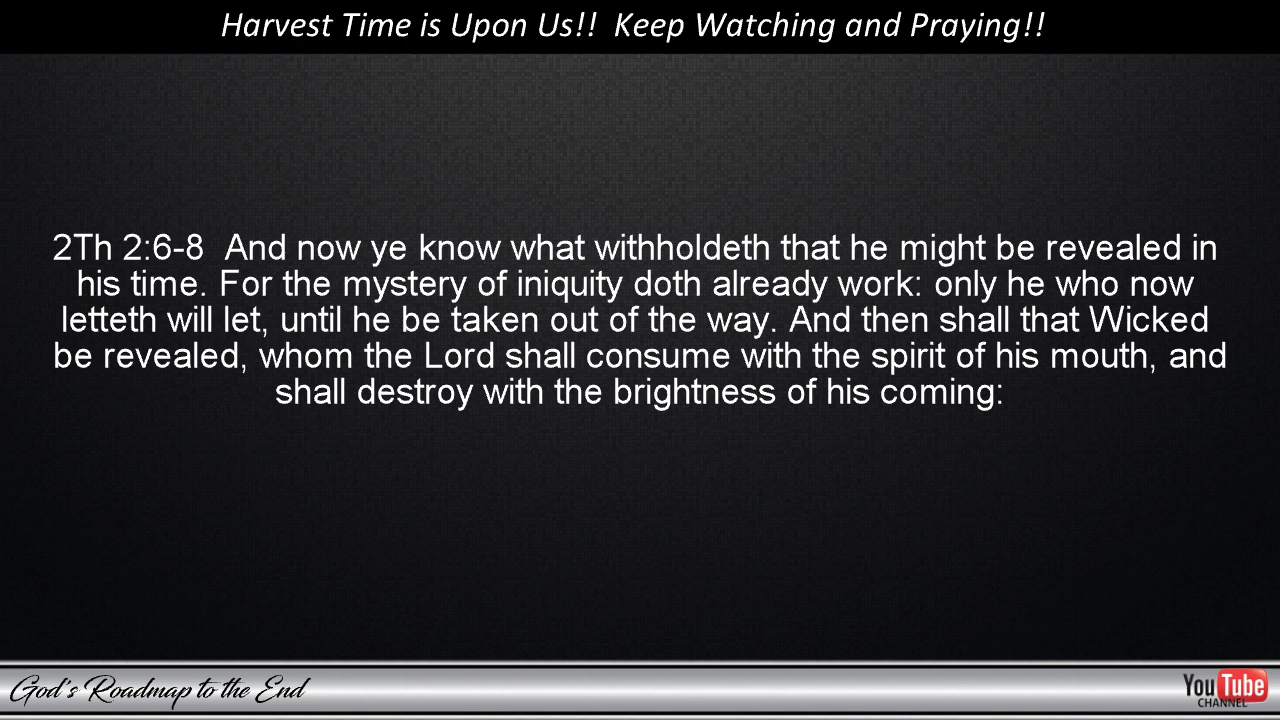 Harvest Time is Upon Us!!  Keep Watching and Praying!!
2Th 2:6-8  And now ye know what withholdeth that he might be revealed in
his time. For the mystery of iniquity doth already work: only he who now
letteth will let, until he be taken out of the way. And then shall that Wicked
be revealed, whom the Lord shall consume with the spirit of his mouth, and
shall destroy with the brightness of his coming:
God's Roadmap to the End
YouTube
CHANNEL